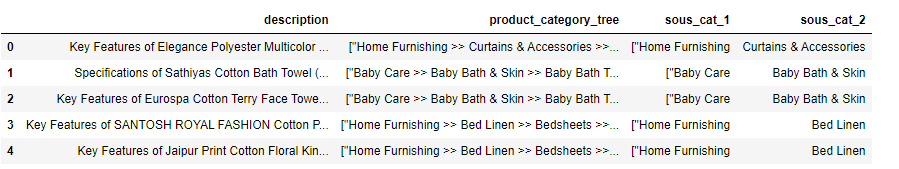 description product_category_tree sous_cat_1 sous_cat_2
0 Key Features of Elegance Polyester Multicolor ... ["Home Furnishing >> Curtains & Accessories >>... ["Home Furnishing Curtains & Accessories
1 Specifications of Sathiyas Cotton Bath Towel (... ["Baby Care >> Baby Bath & Skin >> Baby Bath T... ["Baby Care Baby Bath & Skin
2 Key Features of Eurospa Cotton Terry Face Towe... ["Baby Care >> Baby Bath & Skin >> Baby Bath T... ["Baby Care Baby Bath & Skin
3 Key Features of SANTOSH ROYAL FASHION Cotton P... ["Home Furnishing >> Bed Linen >> Bedsheets >>... ["Home Furnishing Bed Linen
4 Key Features of Jaipur Print Cotton Floral Kin... ["Home Furnishing >> Bed Linen >> Bedsheets >>... ["Home Furnishing Bed Linen